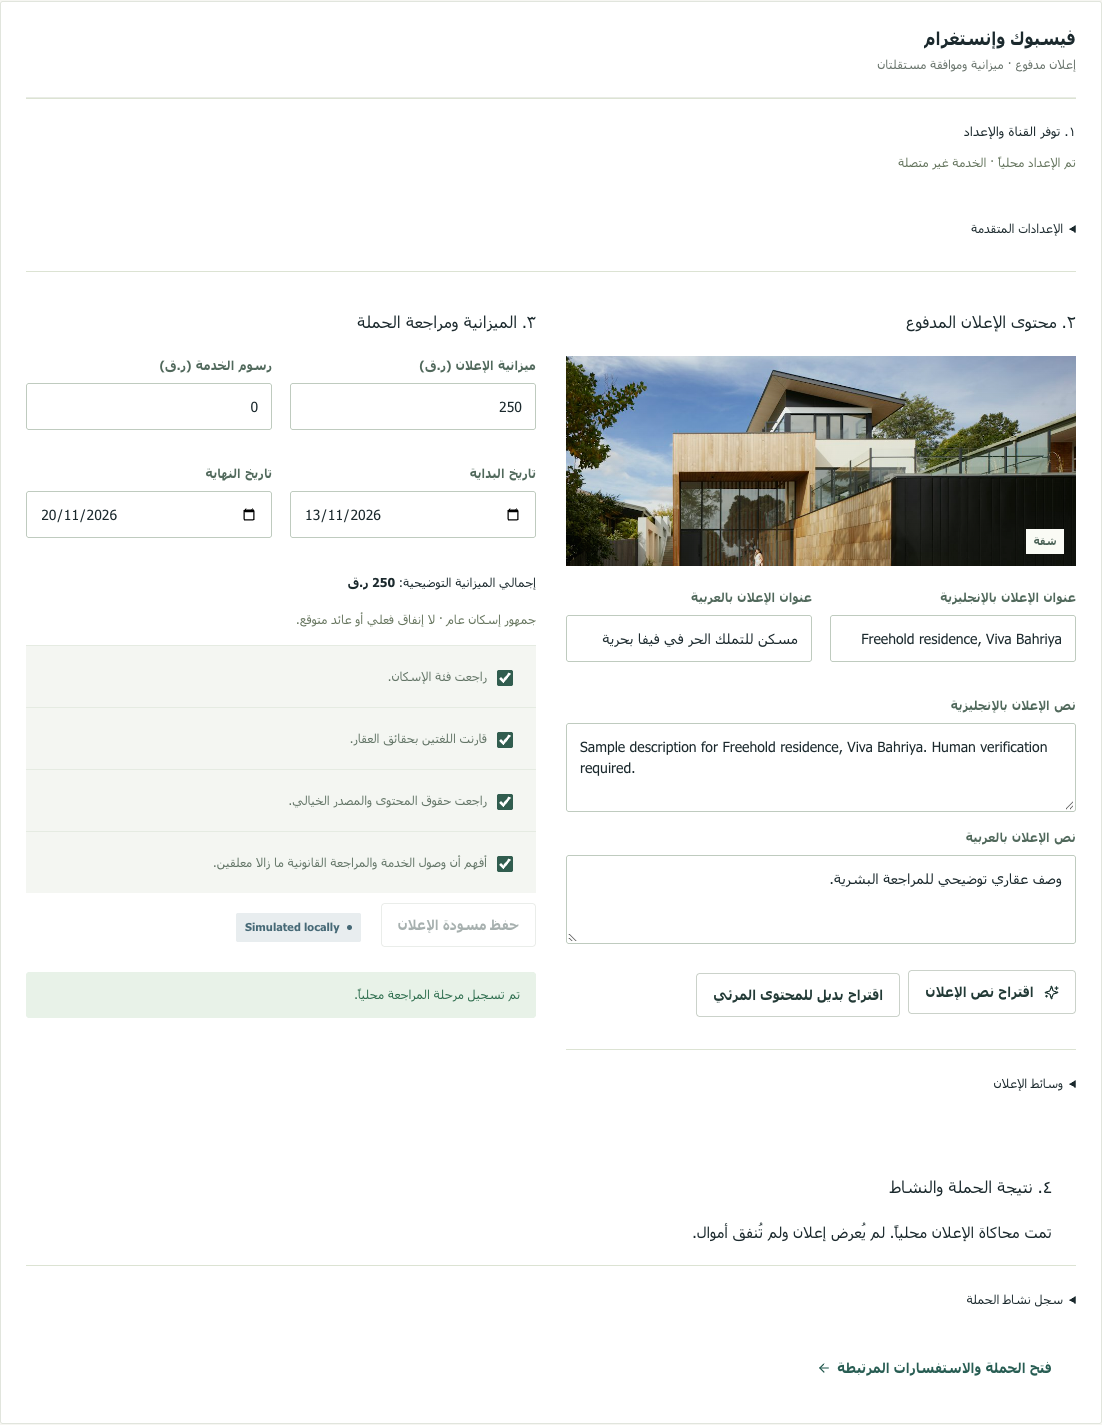 فيسبوك وإنستغرام
إعلان مدفوع · ميزانية وموافقة مستقلتان
١. توفر القناة والإعداد
تم الإعداد محلياً · الخدمة غير متصلة
الإعدادات المتقدمة
٢. محتوى الإعلان المدفوع
شقة
عنوان الإعلان بالإنجليزية
Freehold residence, Viva Bahriya
عنوان الإعلان بالعربية
مسكن للتملك الحر في فيفا بحرية
نص الإعلان بالإنجليزية
Sample description for Freehold residence, Viva Bahriya. Human verification
required.
نص الإعلان بالعربية
وصف عقاري توضيحي للمراجعة البشرية.
اقتراح نص الإعلان
اقتراح بديل للمحتوى المرئي
وسائط الإعلان
٣. الميزانية ومراجعة الحملة
ميزانية الإعلان (ر.ق)
250
رسوم الخدمة (ر.ق)
0
تاريخ البداية
13/11/2026
تاريخ النهاية
20/11/2026
إجمالي الميزانية التوضيحية: 250 ر.ق
جمهور إسكان عام · لا إنفاق فعلي أو عائد متوقع.
راجعت فئة الإسكان.
قارنت اللغتين بحقائق العقار.
راجعت حقوق المحتوى والمصدر الخيالي.
أفهم أن وصول الخدمة والمراجعة القانونية ما زالا معلقين.
حفظ مسودة الإعلان
Simulated locally
تم تسجيل مرحلة المراجعة محلياً.
٤. نتيجة الحملة والنشاط
تمت محاكاة الإعلان محلياً. لم يُعرض إعلان ولم تُنفق أموال.
سجل نشاط الحملة
فتح الحملة والاستفسارات المرتبطة